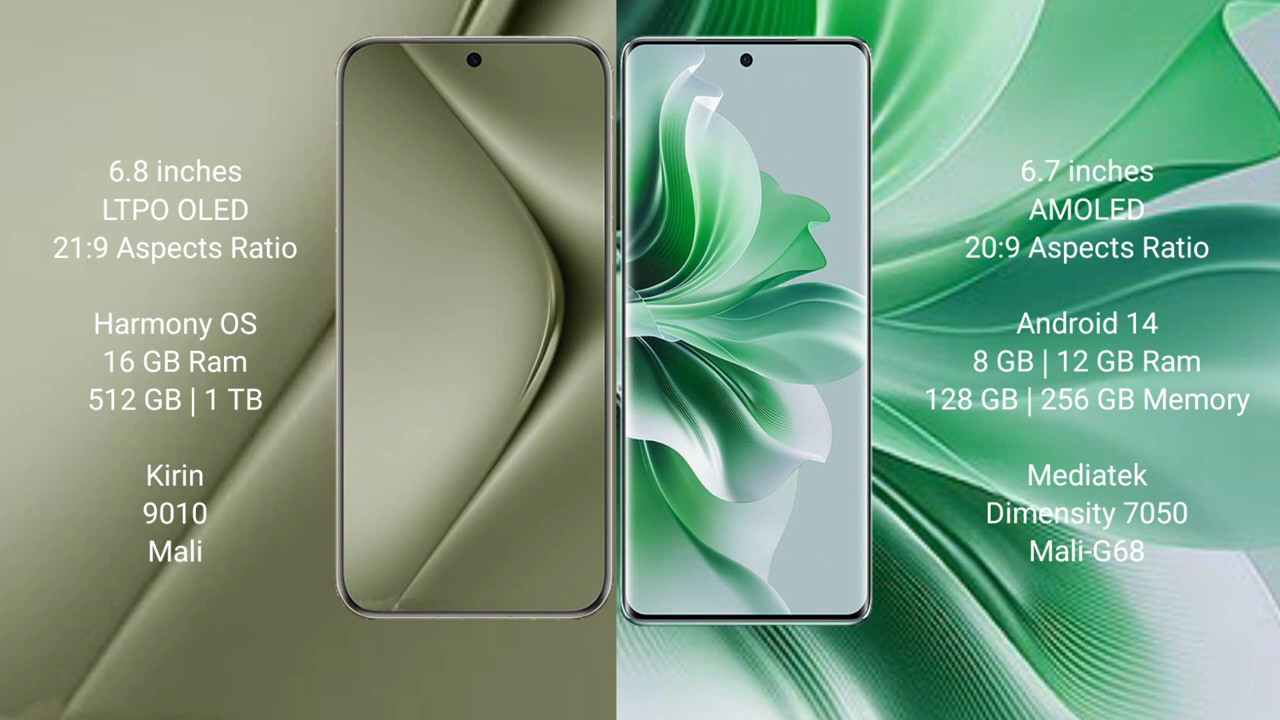 6.8 inches
LTPO OLED
21:9 Aspects Ratio
Harmony OS
16 GB Ram
512 GB | 1 TB
Kirin
9010
Mali
6.7 inches
AMOLED
20:9 Aspects Ratio
Android 14
8 GB | 12 GB Ram
128 GB | 256 GB Memory
Mediatek
Dimensity 7050
Mali-G68